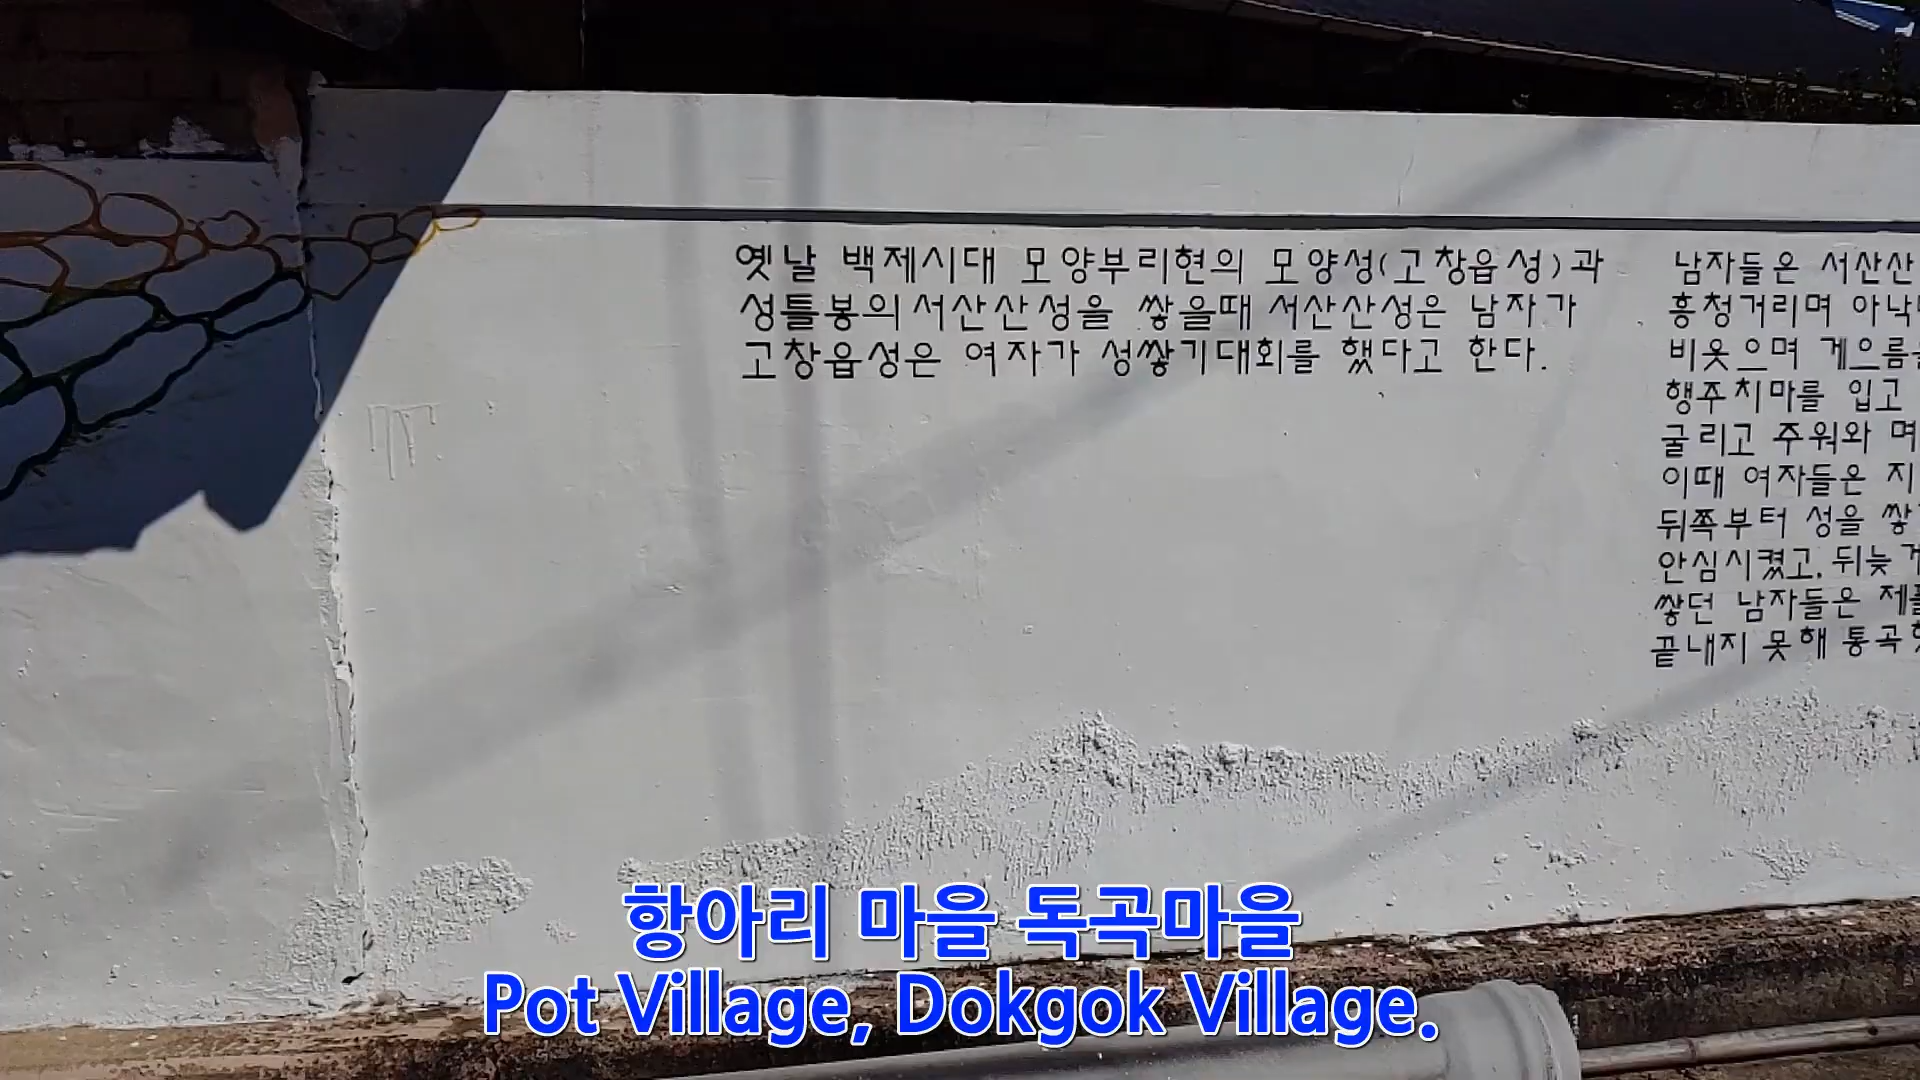 옛날 백제시대 모양부리현의 모양성(고창읍성)과
성틀봉의 서산산성을 쌓을때 서산산성은 남자가
고창읍성은 여자가 성쌓기대회를 했다고 한다.
남자들은 서산산
흥청거리며
비웃으며 게으름
행주치마를 입고
굴리고 주워와 며
이때 여자들은 지
뒤쪽부터 성을
안심시켰고. 뒤늦게
쌓던 남자들은
끝내지 못해 통곡
항아리 마을 독곡마을
Pot Village, Dokgok Village.